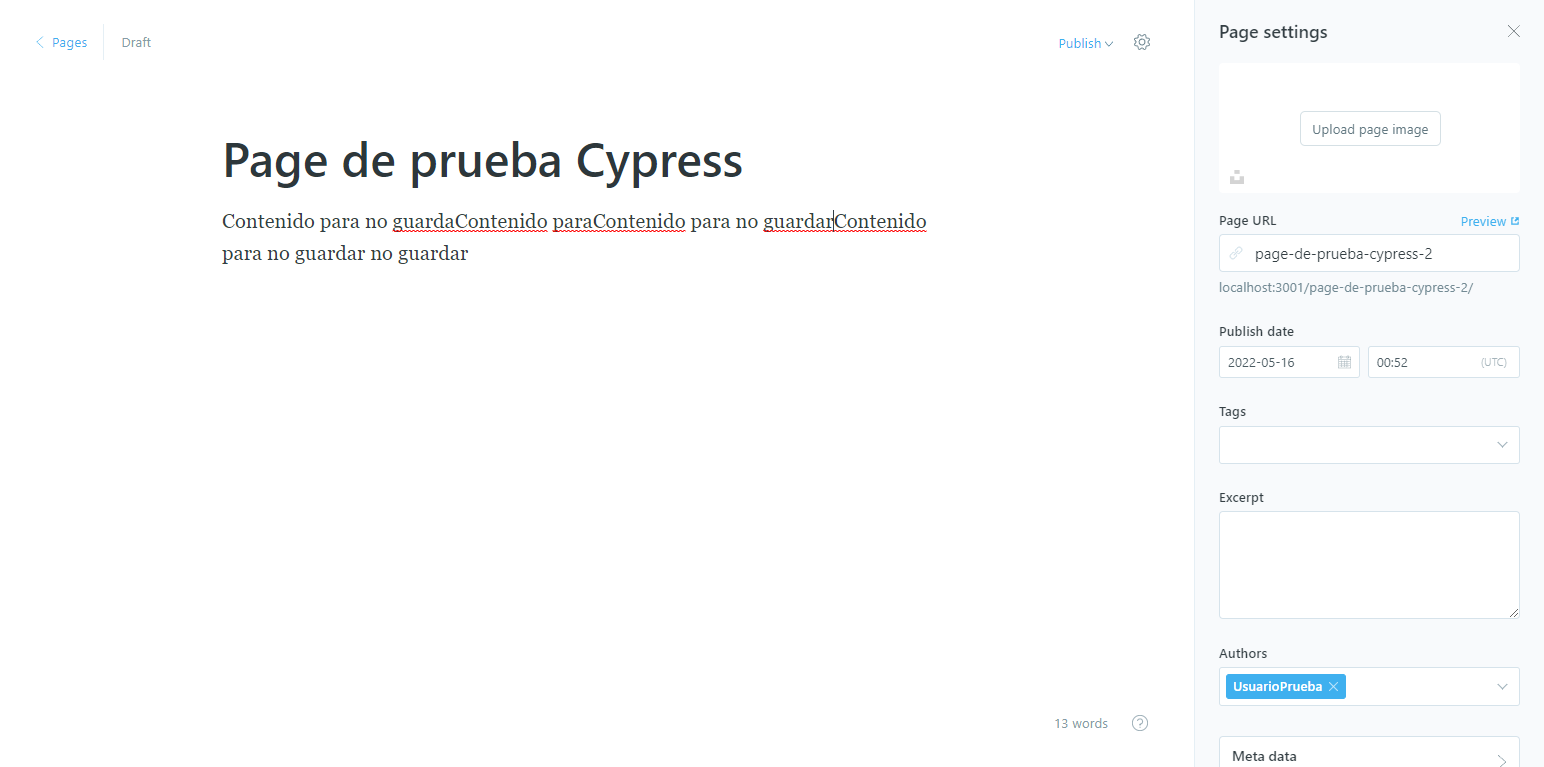 Pages
Draft
Publish
Page de prueba Cypress
Contenido para no guardaContenido paraContenido para no guardarContenido
para no guardar no guardar
13 words
Page settings
Upload page image
Page URL
Preview
page-de-prueba-cypress-2
localhost:3001/page-de-prueba-cypress-2/
Publish date
2022-05-16
00:52
(UTC)
Tags
Excerpt
Authors
UsuarioPrueba
Meta data